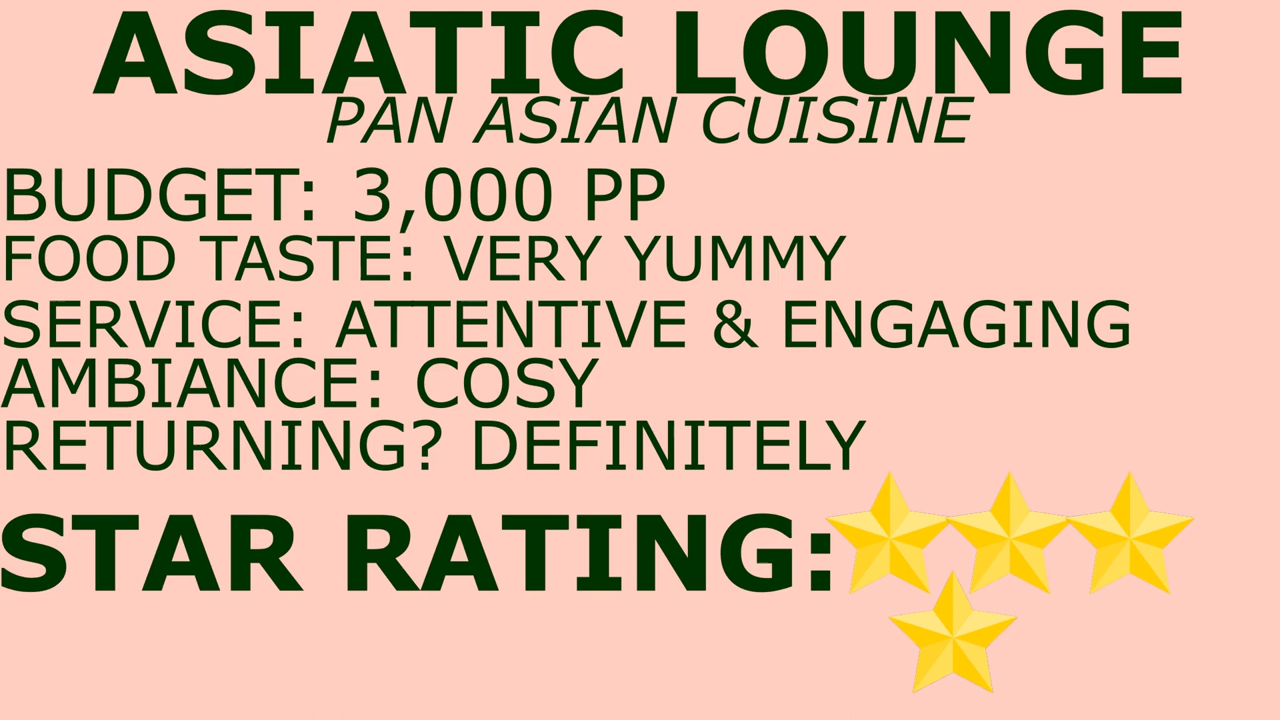 ASIATIC LOUNGE
PAN ASIAN CUISINE
BUDGET: 3,000 PP
FOOD TASTE: VERY YUMMY
SERVICE: ATTENTIVE & ENGAGING
AMBIANCE: COSY
RETURNING? DEFINITELY
STAR RATING: